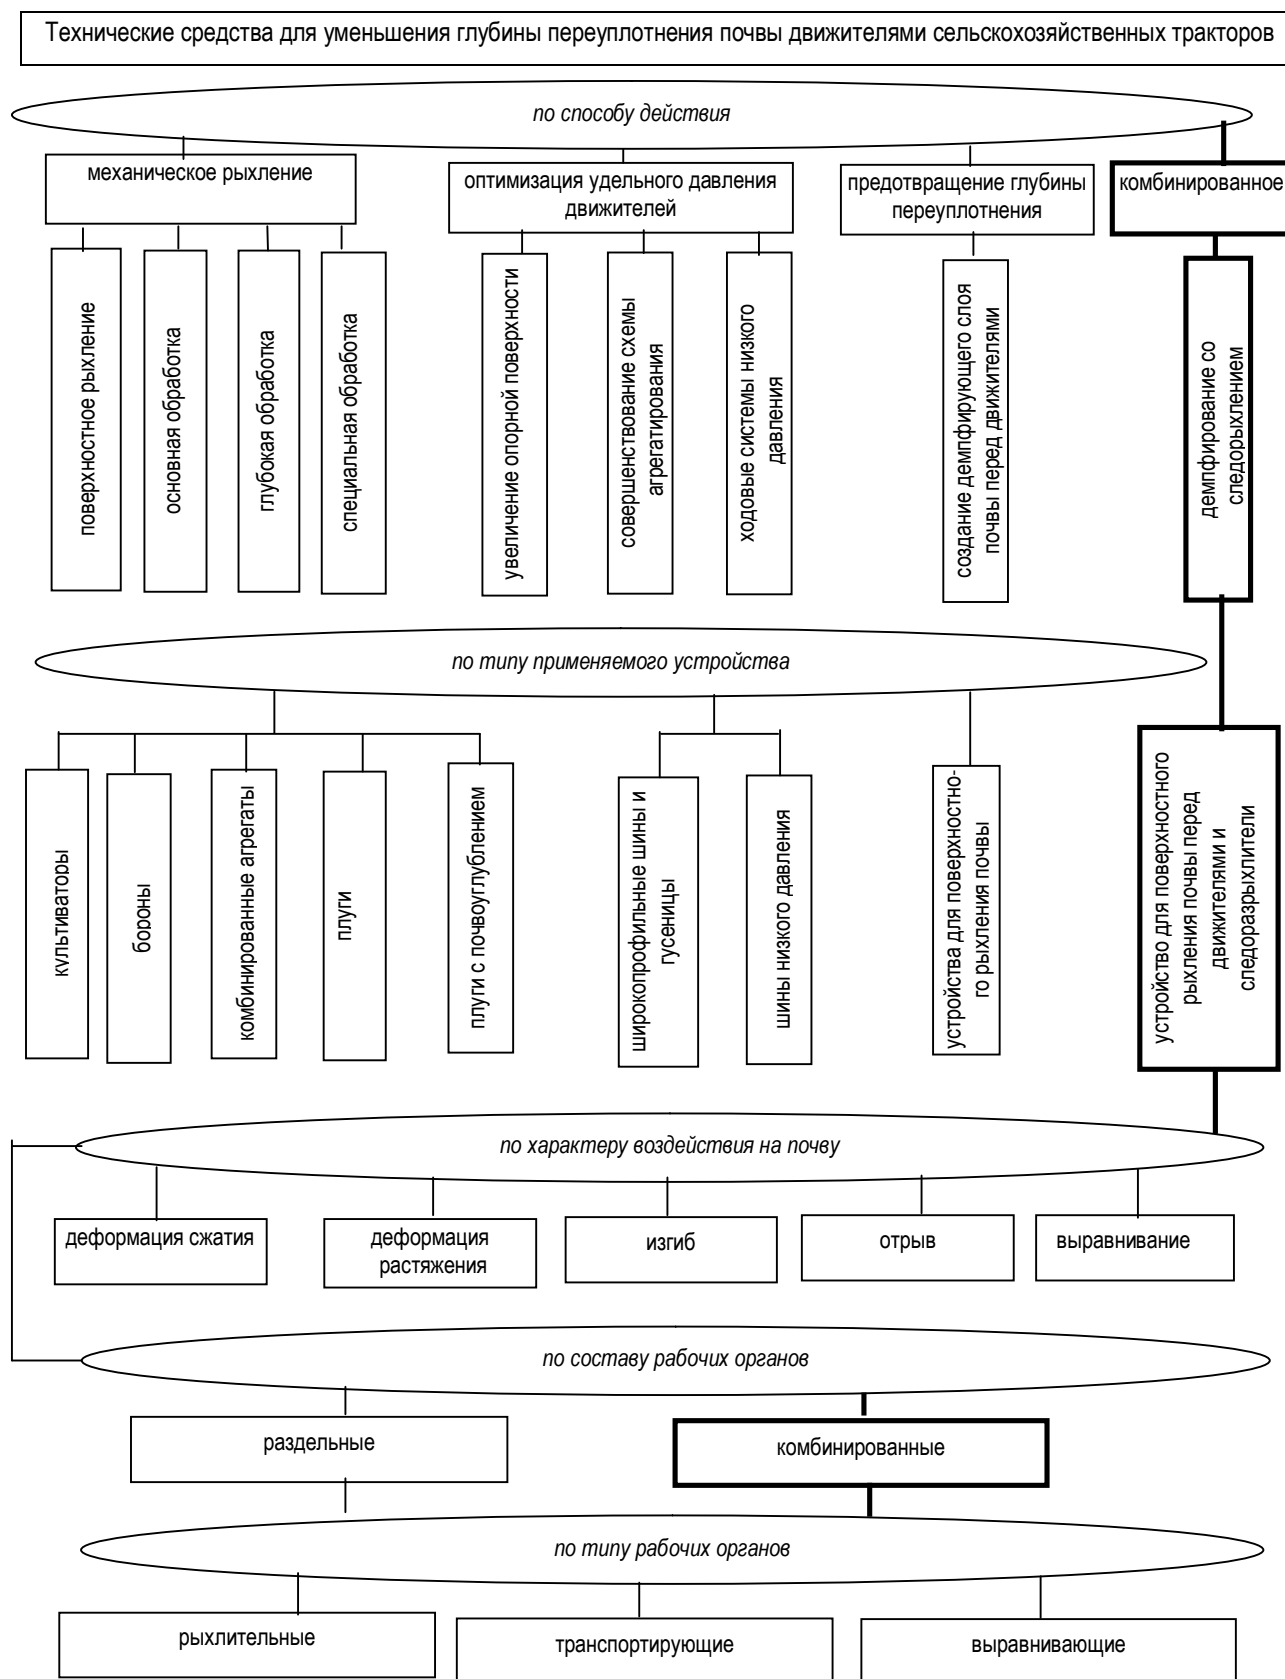 Технические средства для уменьшения глубины переуплотнения почвы движителями сельскохозяйственных тракторов
по способу действия
механическое рыхление
оптимизация удельного давления
движителей
предотвращение глубины
переуплотнения
комбинированное
поверхностное рыхление
основная обработка
глубокая обработка
специальная обработка
увеличение опорной поверхности
совершенствование схемы
агрегатирования
ходовые системы низкого
давления
создание демпфирующего слоя
почвы перед движителями
демпфирование со
следорыхлением
по типу применяемого устройства
культиваторы
бороны
комбинированные агрегаты
плуги
плуги с почвоуглублением
широкопрофильные шины и
гусеницы
шины низкого давления
устройства для поверхностно-
го рыхления почвы
устройство для поверхностного
рыхления почвы перед
движителями и
следоразрыхлители
по характеру воздействия на почву
деформация сжатия
деформация
растяжения
изгиб
отрыв
выравнивание
по составу рабочих органов
раздельные
комбинированные
по типу рабочих органов
рыхлительные
транспортирующие
выравнивающие